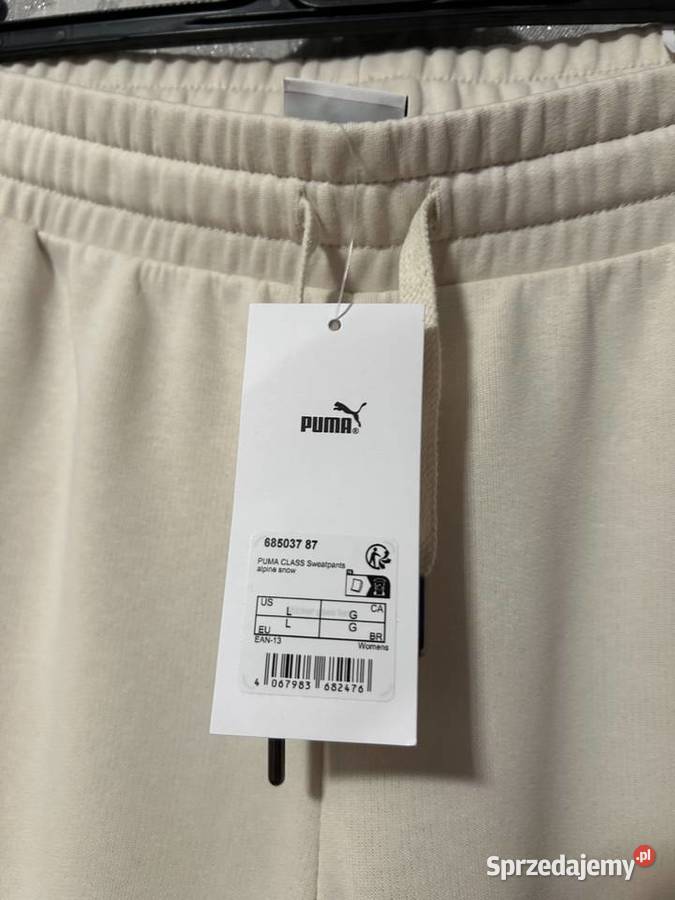 PUMA®
685037 87
PUMA CLASS Sweatpants
alpine snow
US L G CA
EU L G BR
EAN-13 Womens
4 067983 682476
Sprzedajemy.pl